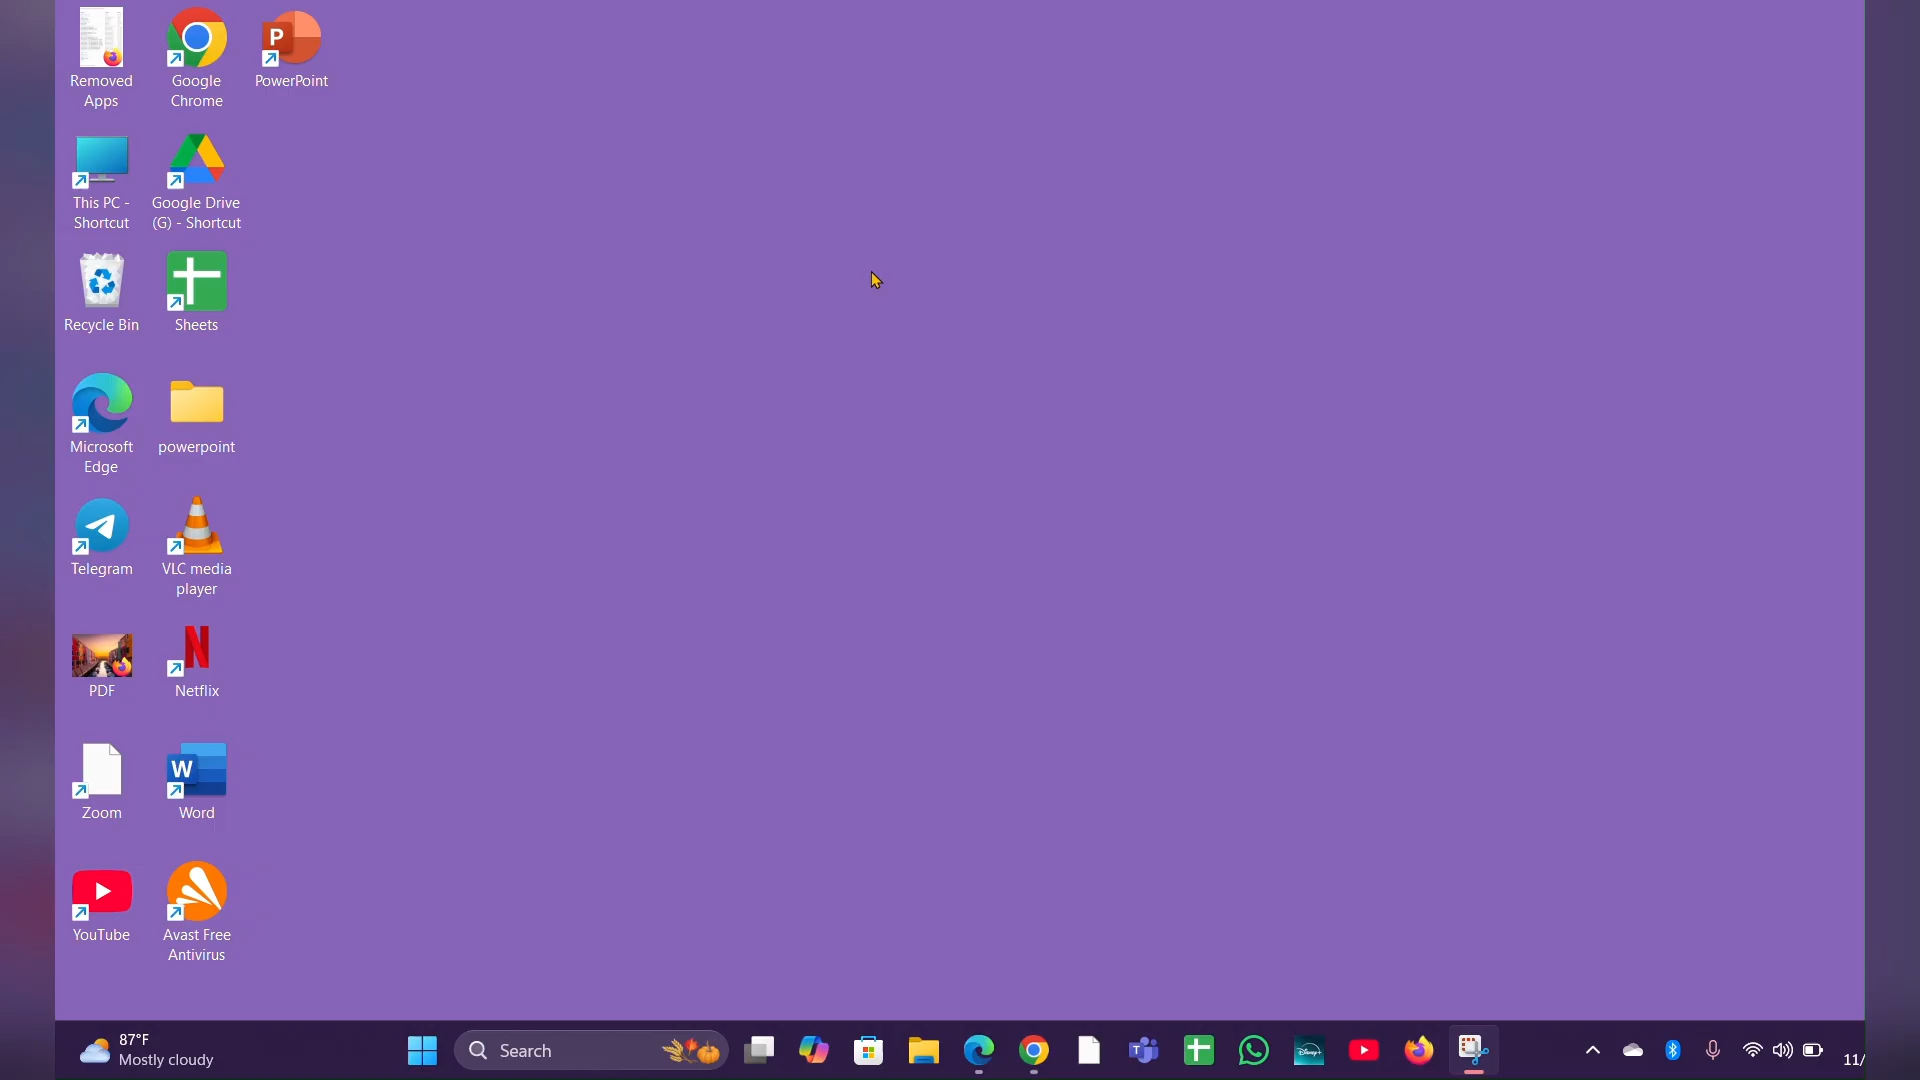 Removed
Apps
Google
Chrome
PowerPoint
This PC -
Shortcut
Google Drive
(G) - Shortcut
Recycle Bin
Sheets
Microsoft
Edge
powerpoint
Telegram
VLC media
player
PDF
Netflix
Zoom
Word
YouTube
Avast Free
Antivirus
87°F
Mostly cloudy
Search
11/